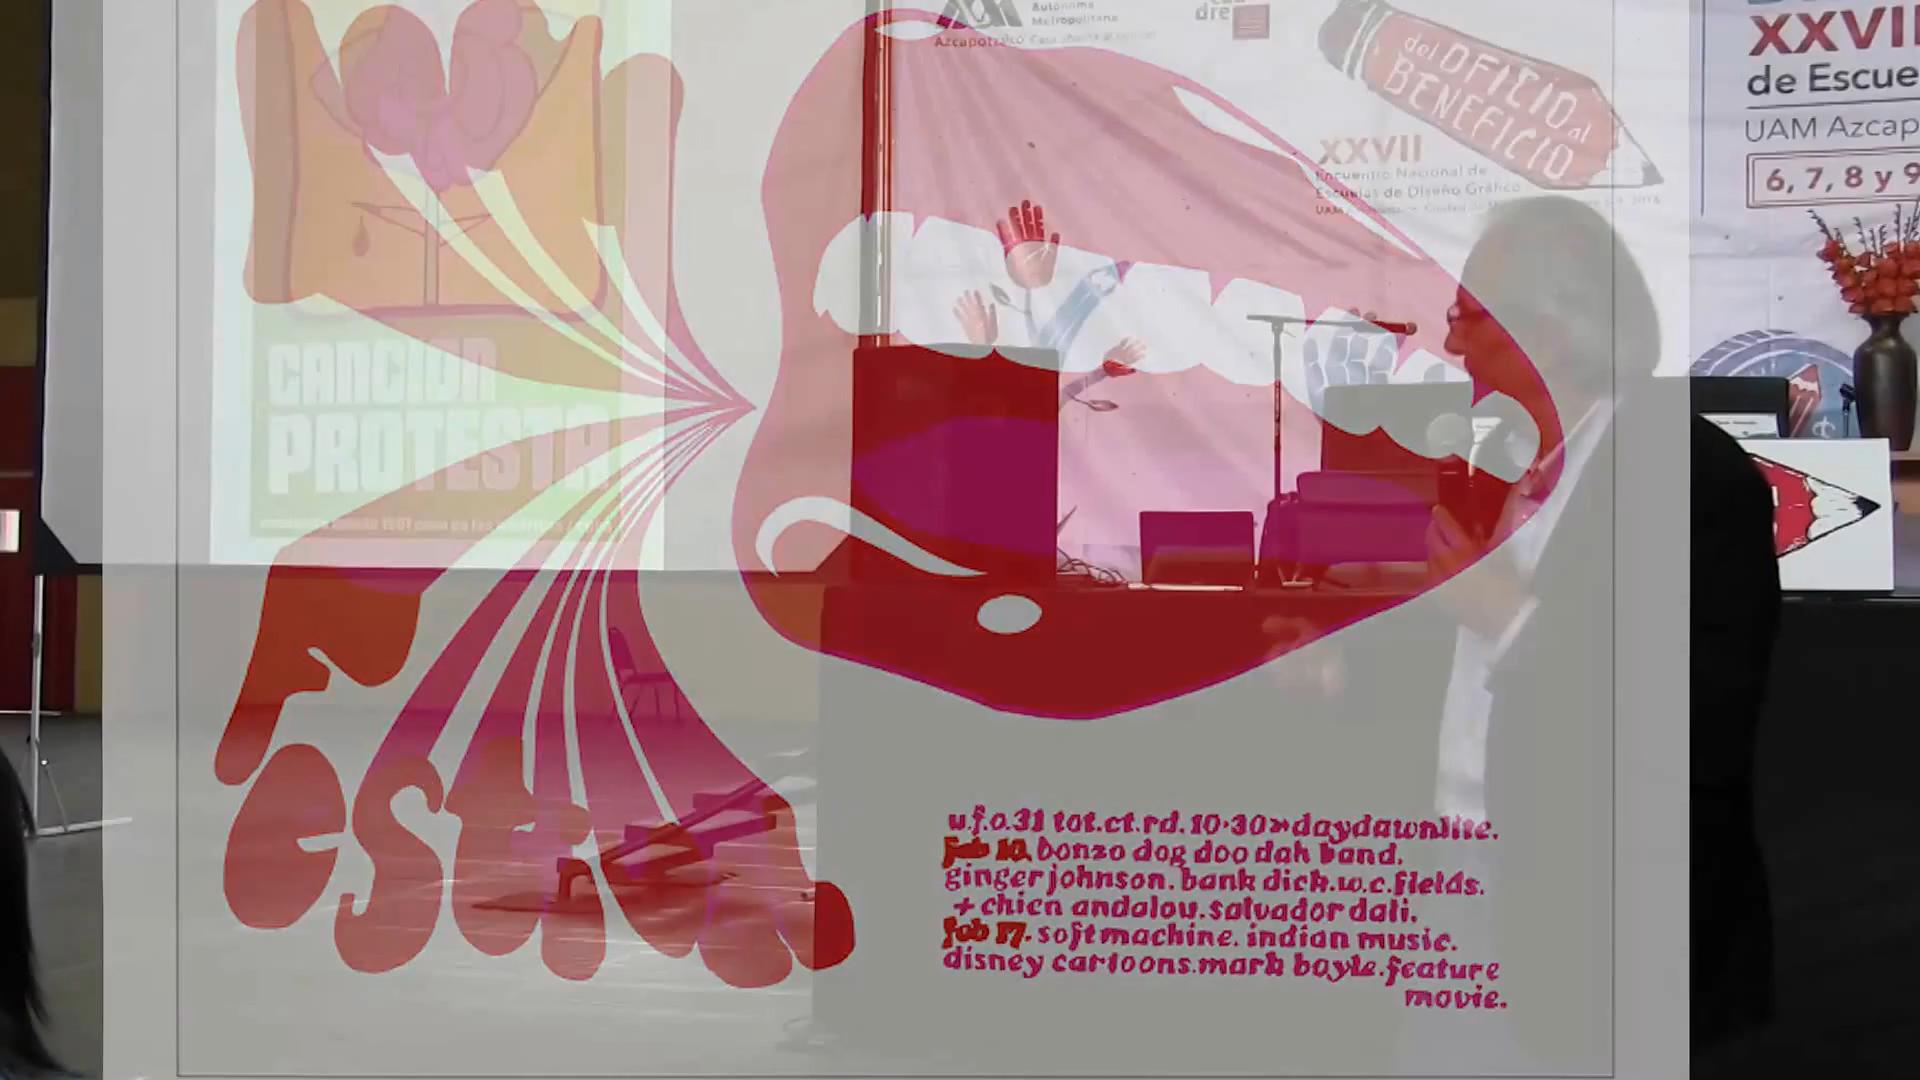 Autónoma
Metropolitana
Azcapotzalco
dre
del OFICIO al
BENEFICIO
XXVII
Encuentro Nacional de
Escuelas de Diseño Gráfico
XXVII
de Escue
UAM Azcap
6, 7, 8 y 9
CANCION
PROTESTA
u.f.o.31 tot.ct.rd.10·30»daydawnlite.
feb 10. bonzo dog doo dah band.
ginger johnson.bank dick.w.c.fields.
+ chien andalou.salvador dali.
feb 17. soft machine. indian music.
disney cartoons.mark boyle.feature
movie.